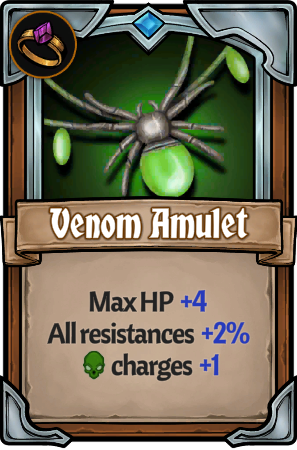 Venom Amulet
Max HP +4
All resistances +2%
charges +1